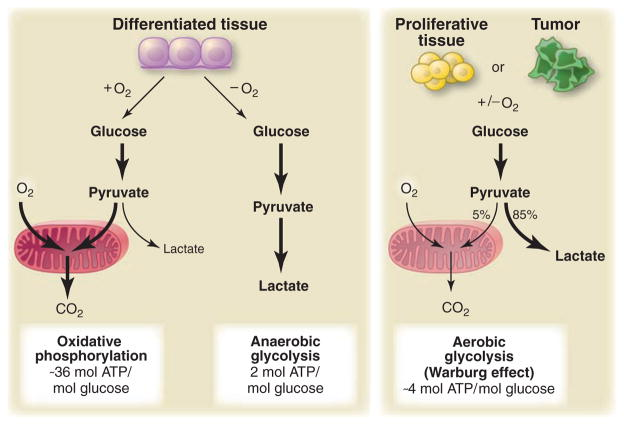 Differentiated tissue
+O2
−O2
Glucose
Glucose
O2
Pyruvate
Pyruvate
Lactate
Lactate
CO2
Oxidative
phosphorylation
~36 mol ATP/
mol glucose
Anaerobic
glycolysis
2 mol ATP/
mol glucose
Proliferative
tissue
or
Tumor
+/−O2
Glucose
O2
Pyruvate
5%
85%
Lactate
CO2
Aerobic
glycolysis
(Warburg effect)
~4 mol ATP/mol glucose